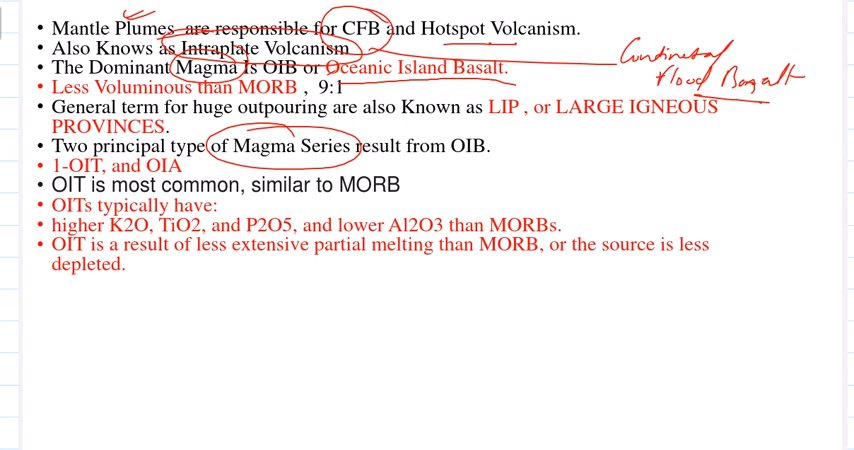 • Mantle Plumes are responsible for CFB and Hotspot Volcanism.
• Also Knows as Intraplate Volcanism
Continental
• The Dominant Magma Is OIB or Oceanic Island Basalt.
flood Basalt
• Less Voluminous than MORB , 9:1
• General term for huge outpouring are also Known as LIP , or LARGE IGNEOUS
PROVINCES.
• Two principal type of Magma Series result from OIB.
• 1-OIT, and OIA
• OIT is most common, similar to MORB
• OITs typically have:
• higher K2O, TiO2, and P2O5, and lower Al2O3 than MORBs.
• OIT is a result of less extensive partial melting than MORB, or the source is less
depleted.